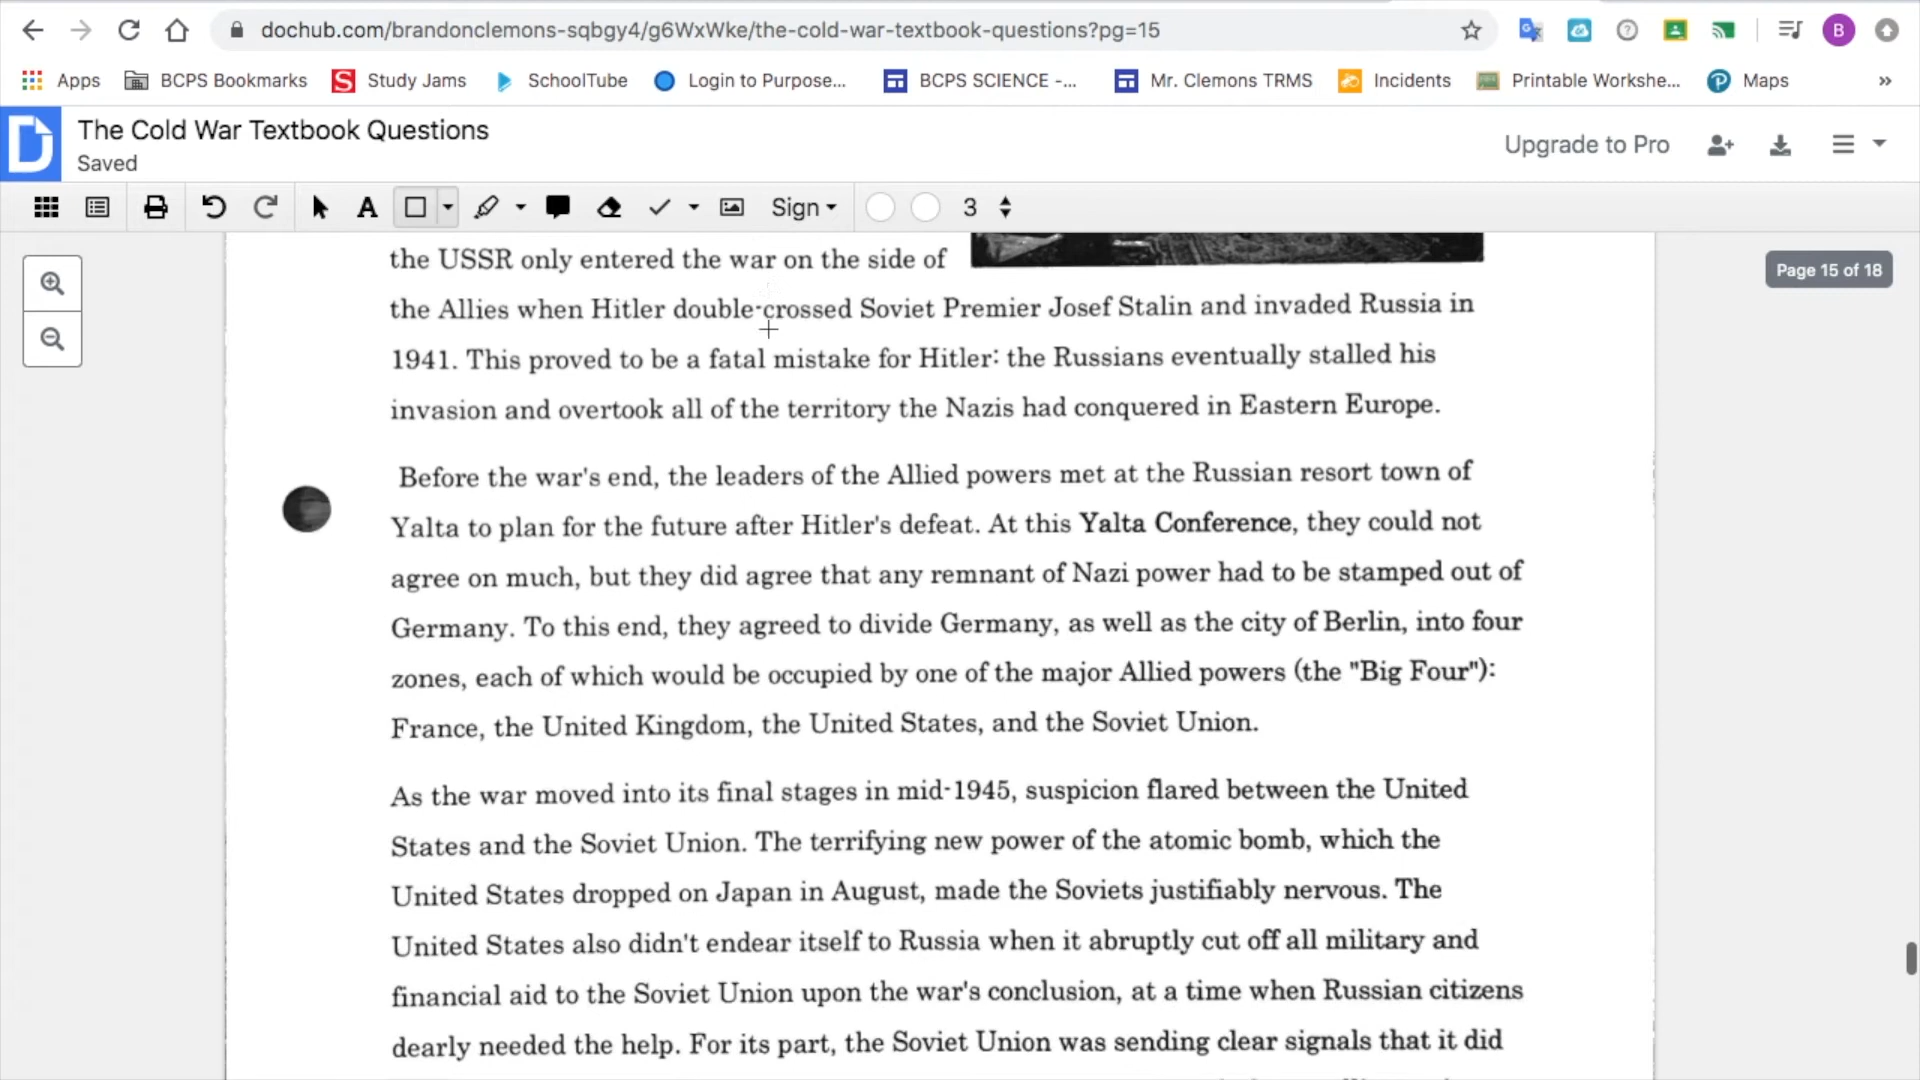 dochub.com/brandonclemons-sqbgy4/g6WxWke/the-cold-war-textbook-questions?pg=15
B
Apps BCPS Bookmarks S Study Jams SchoolTube Login to Purpose... BCPS SCIENCE -... Mr. Clemons TRMS Incidents Printable Workshe... Maps »
The Cold War Textbook Questions
Saved
Upgrade to Pro
A Sign 3
Page 15 of 18
the USSR only entered the war on the side of
the Allies when Hitler double-crossed Soviet Premier Josef Stalin and invaded Russia in
1941. This proved to be a fatal mistake for Hitler: the Russians eventually stalled his
invasion and overtook all of the territory the Nazis had conquered in Eastern Europe.
Before the war's end, the leaders of the Allied powers met at the Russian resort town of
Yalta to plan for the future after Hitler's defeat. At this Yalta Conference, they could not
agree on much, but they did agree that any remnant of Nazi power had to be stamped out of
Germany. To this end, they agreed to divide Germany, as well as the city of Berlin, into four
zones, each of which would be occupied by one of the major Allied powers (the "Big Four"):
France, the United Kingdom, the United States, and the Soviet Union.
As the war moved into its final stages in mid-1945, suspicion flared between the United
States and the Soviet Union. The terrifying new power of the atomic bomb, which the
United States dropped on Japan in August, made the Soviets justifiably nervous. The
United States also didn't endear itself to Russia when it abruptly cut off all military and
financial aid to the Soviet Union upon the war's conclusion, at a time when Russian citizens
dearly needed the help. For its part, the Soviet Union was sending clear signals that it did